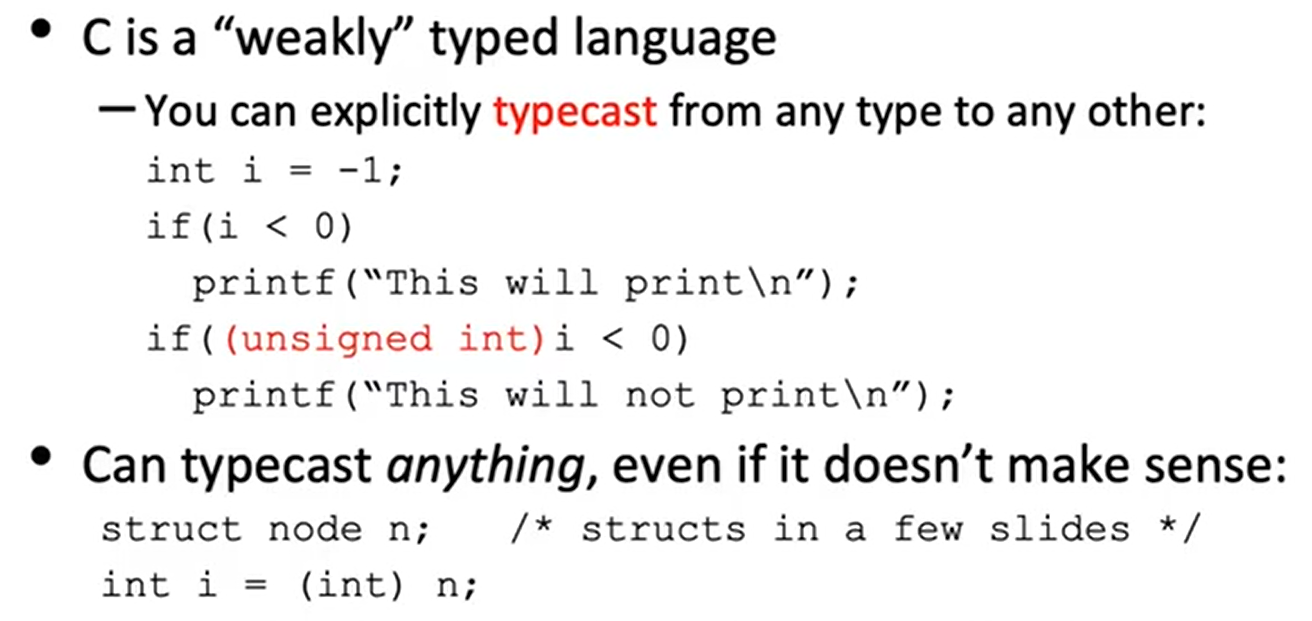 • C is a “weakly” typed language
– You can explicitly typecast from any type to any other:
int i = -1;
if(i < 0)
printf(“This will print\n”);
if((unsigned int)i < 0)
printf(“This will not print\n”);
• Can typecast anything, even if it doesn’t make sense:
struct node n; /* structs in a few slides */
int i = (int) n;